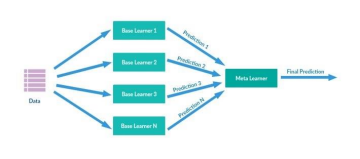 Data
Base Learner 1
Base Learner 2
Base Learner 3
Base Learner N
Prediction 1
Prediction 2
Prediction 3
Prediction N
Meta Learner
Final Prediction